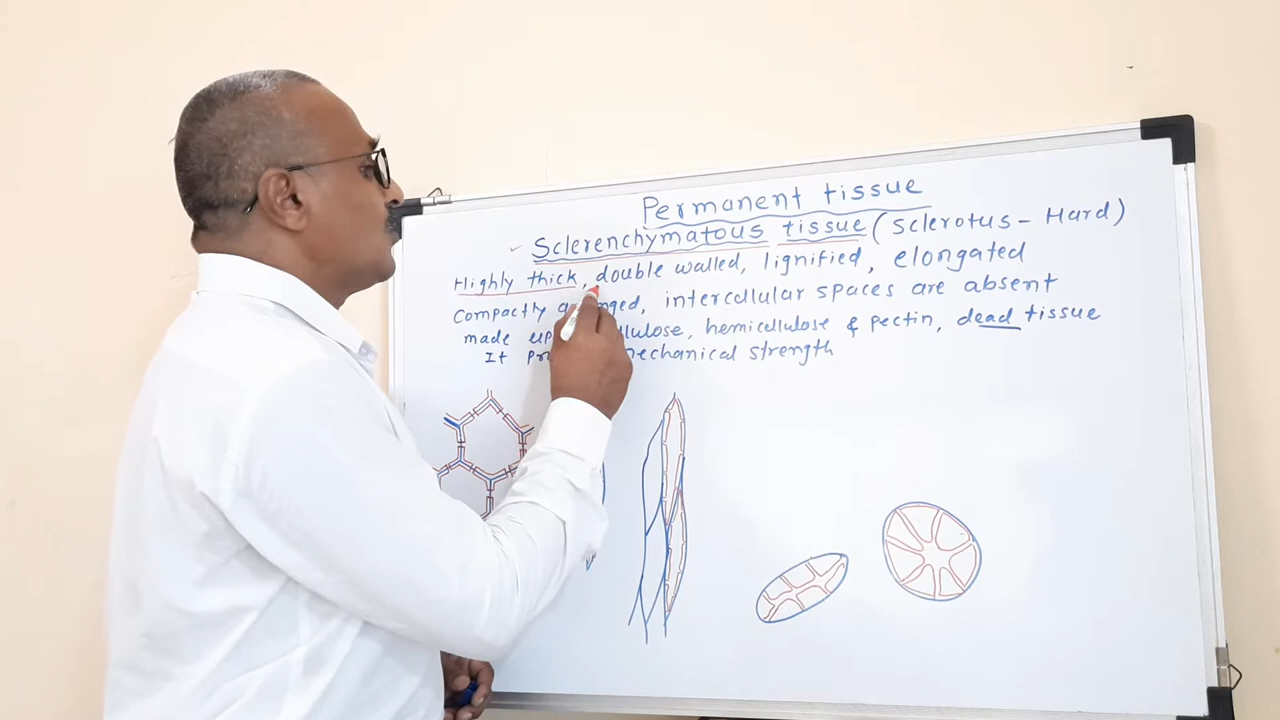 Permanent tissue
Sclerenchymatous tissue (Sclerotus - Hard)
Highly thick, double walled, lignified, elongated
Compactly intercellular spaces are absent
made hemicellulose & pectin, dead tissue
It mechanical strength